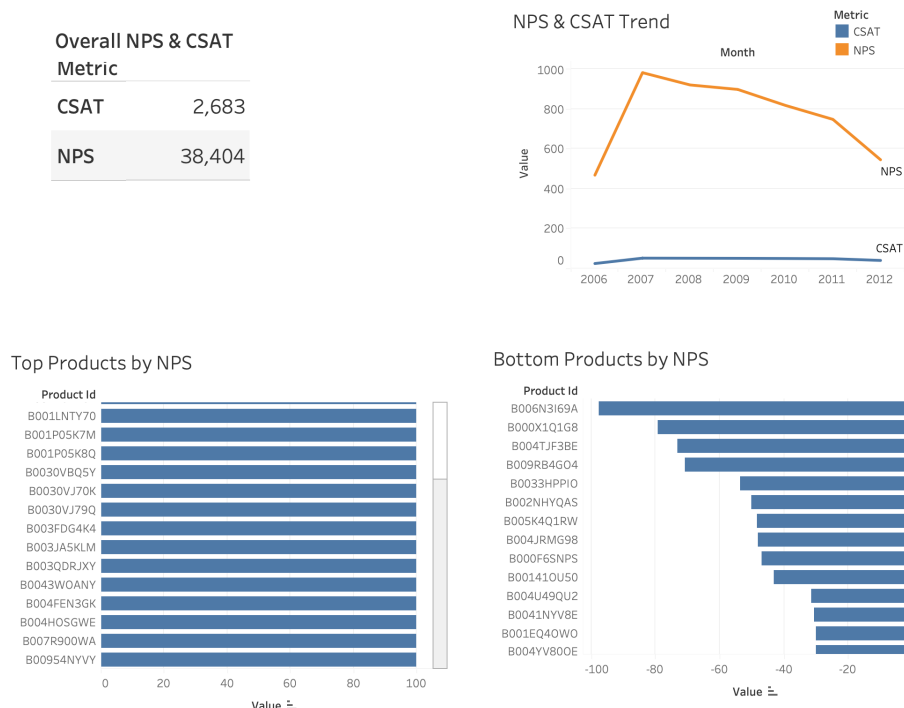 Overall NPS & CSAT
Metric
CSAT 2,683
NPS 38,404
NPS & CSAT Trend
Metric
CSAT
NPS
Month
1000
800
600
400
200
0
Value
NPS
CSAT
2006 2007 2008 2009 2010 2011 2012
Top Products by NPS
Product Id
B001LNTY70
B001P05K7M
B001P05K8Q
B0030VBQ5Y
B0030VJ70K
B0030VJ79Q
B003FDG4K4
B003JA5KLM
B003QDRJXY
B0043WOANY
B004FEN3GK
B004HOSGWE
B007R900WA
B00954NYVY
0 20 40 60 80 100
Value
Bottom Products by NPS
Product Id
B006N3I69A
B000X1Q1G8
B004TJF3BE
B009RB4GO4
B0033HPPIO
B002NHYQAS
B005K4Q1RW
B004JRMG98
B000F6SNPS
B00141OU50
B004U49QU2
B0041NYV8E
B001EQ4OWO
B004YV80OE
-100 -80 -60 -40 -20
Value